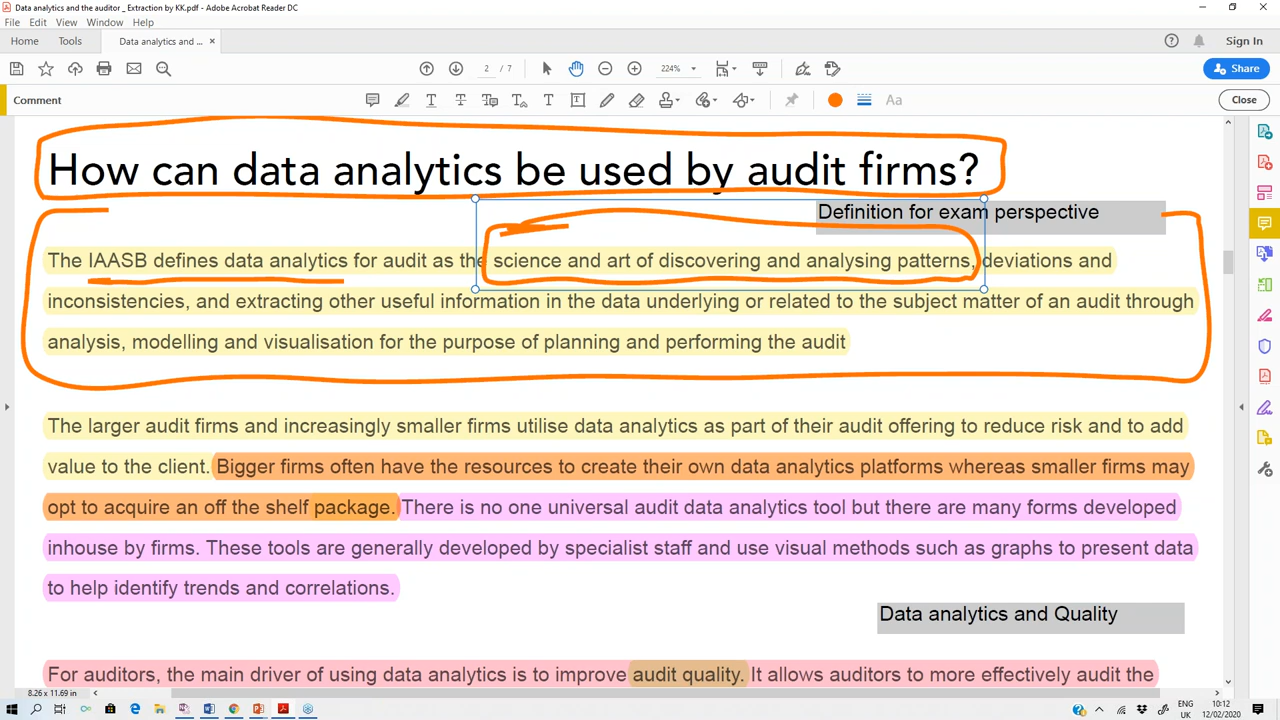 Data analytics and the auditor _ Extraction by KK.pdf - Adobe Acrobat Reader DC
File Edit View Window Help
Home Tools Data analytics and ... × Sign In
2 / 7 224% Share
Comment Aa Close
How can data analytics be used by audit firms?
Definition for exam perspective
The IAASB defines data analytics for audit as the science and art of discovering and analysing patterns, deviations and
inconsistencies, and extracting other useful information in the data underlying or related to the subject matter of an audit through
analysis, modelling and visualisation for the purpose of planning and performing the audit
The larger audit firms and increasingly smaller firms utilise data analytics as part of their audit offering to reduce risk and to add
value to the client. Bigger firms often have the resources to create their own data analytics platforms whereas smaller firms may
opt to acquire an off the shelf package. There is no one universal audit data analytics tool but there are many forms developed
inhouse by firms. These tools are generally developed by specialist staff and use visual methods such as graphs to present data
to help identify trends and correlations.
Data analytics and Quality
For auditors, the main driver of using data analytics is to improve audit quality. It allows auditors to more effectively audit the
8.26 x 11.69 in
ENG 10:12
UK 12/02/2020